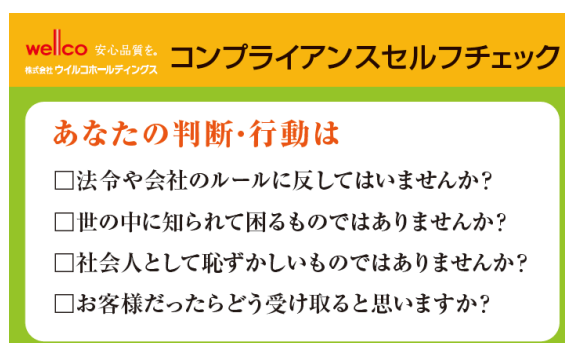 wellco 安心品質を。
株式会社ウイルコホールディングス
コンプライアンスセルフチェック
あなたの判断・行動は
□法令や会社のルールに反してはいませんか？
□世の中に知られて困るものではありませんか？
□社会人として恥ずかしいものではありませんか？
□お客様だったらどう受け取ると思いますか？